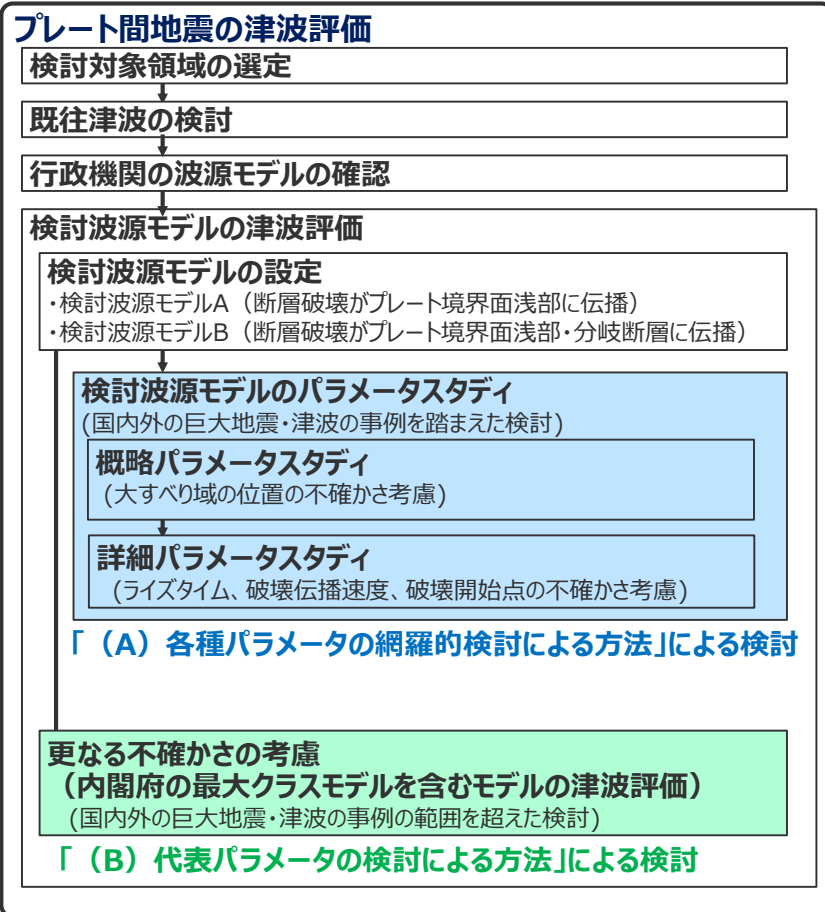 プレート間地震の津波評価
検討対象領域の選定
既往津波の検討
行政機関の波源モデルの確認
検討波源モデルの津波評価
検討波源モデルの設定
・検討波源モデルA（断層破壊がプレート境界面浅部に伝播）
・検討波源モデルB（断層破壊がプレート境界面浅部・分岐断層に伝播）
検討波源モデルのパラメータスタディ
(国内外の巨大地震・津波の事例を踏まえた検討)
概略パラメータスタディ
(大すべり域の位置の不確かさ考慮)
詳細パラメータスタディ
(ライズタイム、破壊伝播速度、破壊開始点の不確かさ考慮)
「（A）各種パラメータの網羅的検討による方法」による検討
更なる不確かさの考慮
（内閣府の最大クラスモデルを含むモデルの津波評価）
(国内外の巨大地震・津波の事例の範囲を超えた検討)
「（B）代表パラメータの検討による方法」による検討